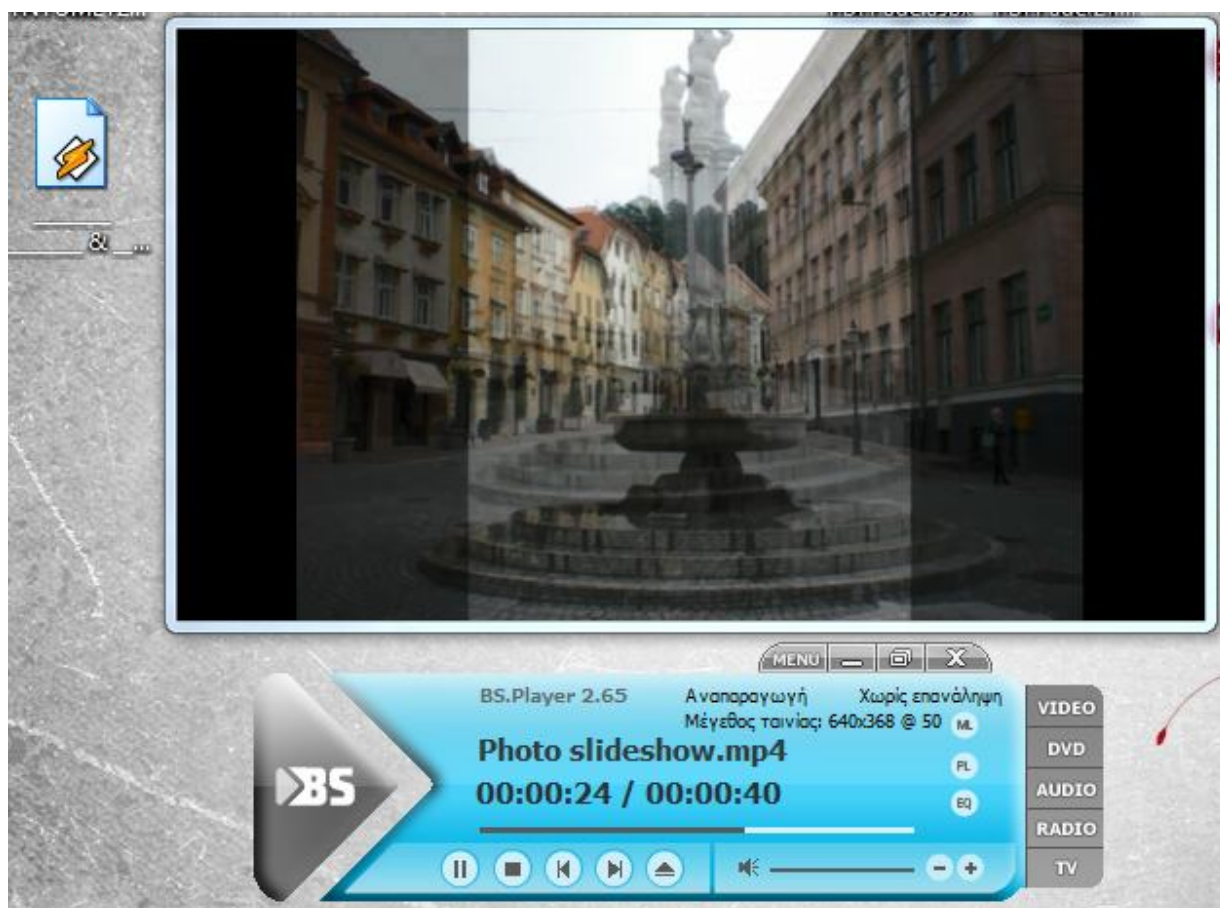 &
MENU
BS.Player 2.65 Αναπαραγωγή Χωρίς επανάληψη
Μέγεθος ταινίας: 640x368 @ 50 ML
Photo slideshow.mp4
PL
00:00:24 / 00:00:40
EQ
BS
VIDEO
DVD
AUDIO
RADIO
TV